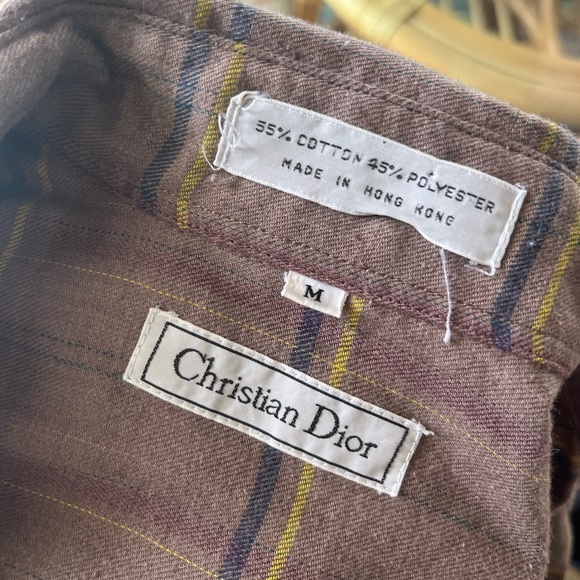 55% COTTON 45% POLYESTER
MADE IN HONG KONG
M
Christian Dior